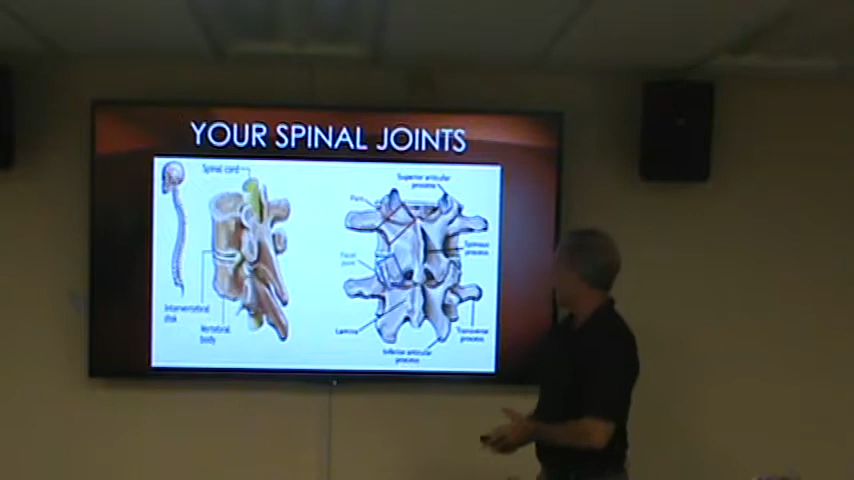 YOUR SPINAL JOINTS
Spinal cord
Intervertebral
disk
Vertebral
body
Superior articular
process
Facet
joint
Spinous
process
Lamina
Transverse
process
Inferior articular
process